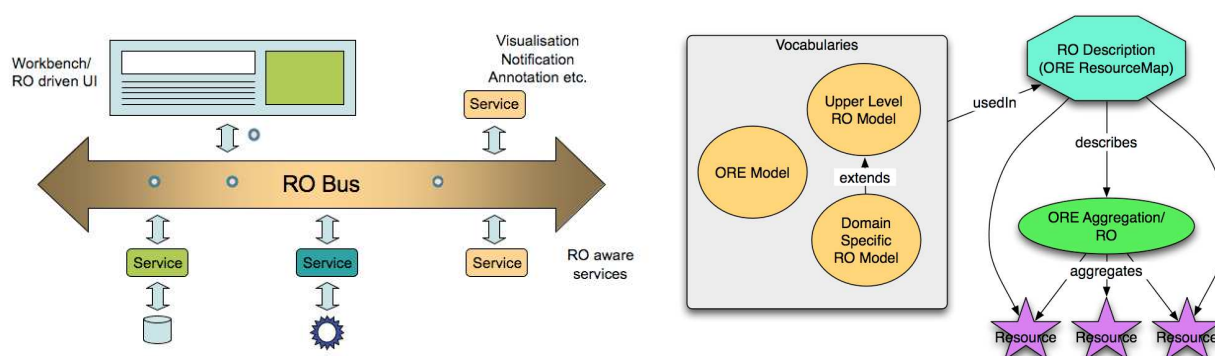 Workbench/
RO driven UI
Visualisation
Notification
Annotation etc.
Service
RO Bus
Service
Service
Service
RO aware
services
Vocabularies
Upper Level
RO Model
ORE Model
extends
Domain
Specific
RO Model
usedIn
RO Description
(ORE ResourceMap)
describes
ORE Aggregation/
RO
aggregates
Resource
Resource
Resource